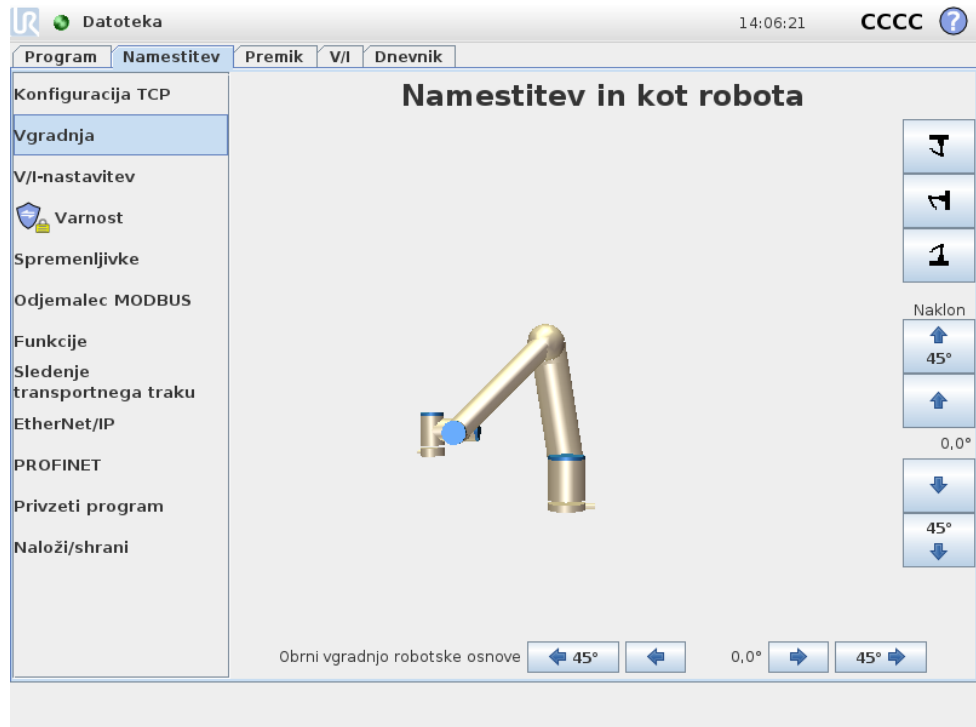 UR Datoteka 14:06:21 CCCC ?
Program Namestitev Premik V/I Dnevnik
Konfiguracija TCP
Vgradnja
V/I-nastavitev
Varnost
Spremenljivke
Odjemalec MODBUS
Funkcije
Sledenje
transportnega traku
EtherNet/IP
PROFINET
Privzeti program
Naloži/shrani
Namestitev in kot robota
Naklon
45°
0,0°
45°
Obrni vgradnjo robotske osnove 45° 0,0° 45°